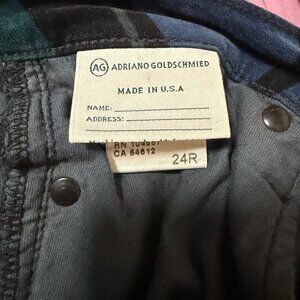 AG ADRIANO GOLDSCHMIED
MADE IN U.S.A
NAME:
ADDRESS:
CA 54612
24R